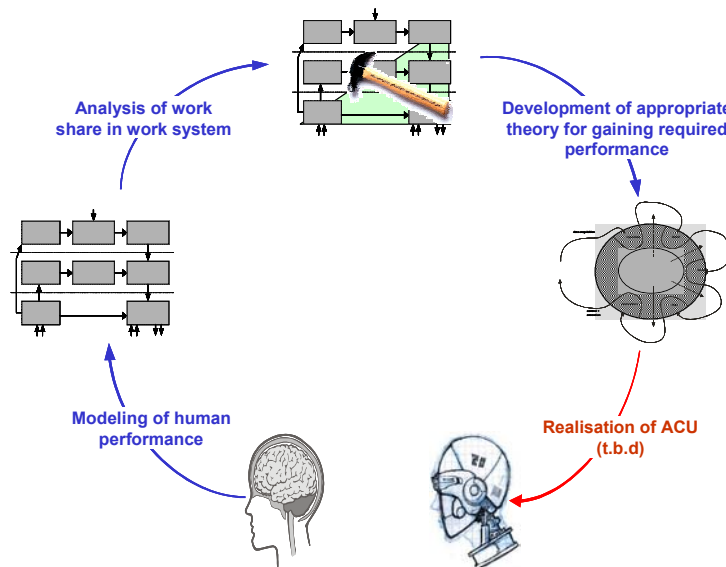 Analysis of work
share in work system
Development of appropriate
theory for gaining required
performance
Modeling of human
performance
Realisation of ACU
(t.b.d)